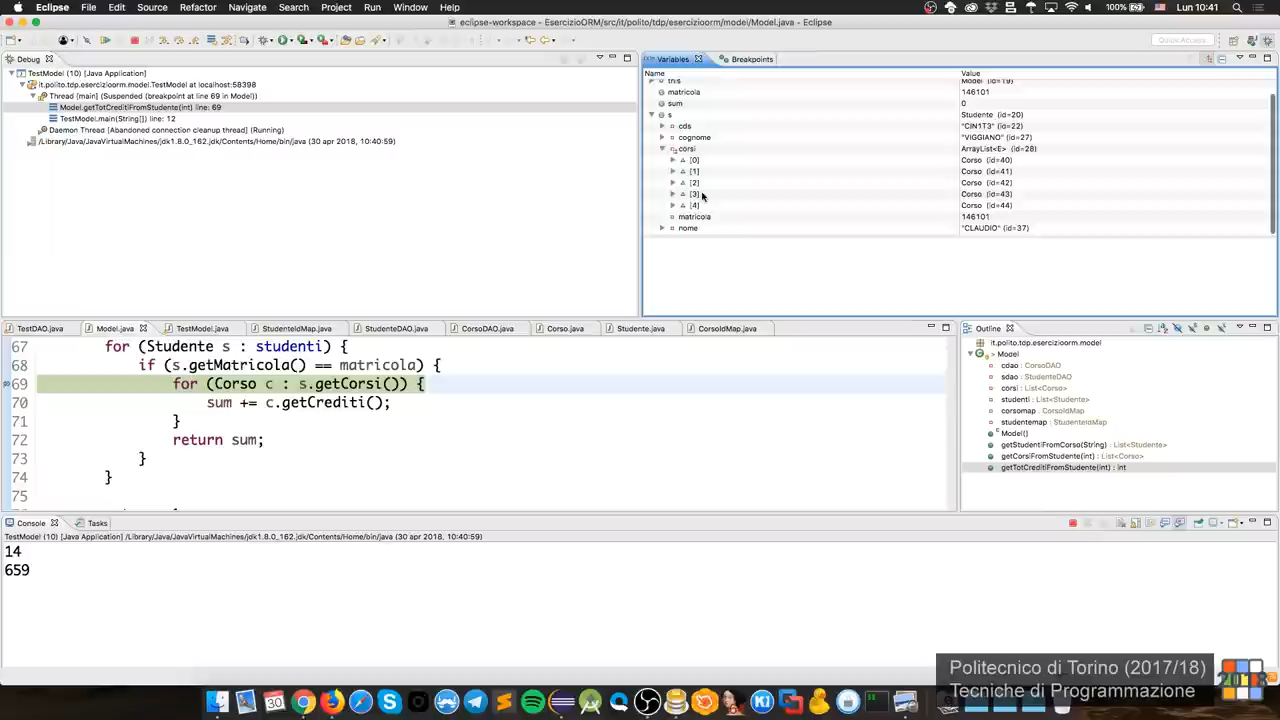 Eclipse File Edit Source Refactor Navigate Search Project Run Window Help 100% Lun 10:41
eclipse-workspace - EsercizioORM/src/it/polito/tdp/esercizioorm/model/Model.java - Eclipse
Quick Access
Debug
TestModel (10) [Java Application]
it.polito.tdp.esercizioorm.model.TestModel at localhost:58398
Thread [main] (Suspended (breakpoint at line 69 in Model))
Model.getTotCreditiFromStudente(int) line: 69
TestModel.main(String[]) line: 12
Daemon Thread [Abandoned connection cleanup thread] (Running)
/Library/Java/JavaVirtualMachines/jdk1.8.0_162.jdk/Contents/Home/bin/java (30 apr 2018, 10:40:59)
Variables Breakpoints
Name Value
this Model (id=19)
matricola 146101
sum 0
s Studente (id=20)
cds "CIN1T3" (id=22)
cognome "VIGGIANO" (id=27)
corsi ArrayList<E> (id=28)
[0] Corso (id=40)
[1] Corso (id=41)
[2] Corso (id=42)
[3] Corso (id=43)
[4] Corso (id=44)
matricola 146101
nome "CLAUDIO" (id=37)
TestDAO.java Model.java TestModel.java StudenteIdMap.java StudenteDAO.java CorsoDAO.java Corso.java Studente.java CorsoIdMap.java
67 for (Studente s : studenti) {
68 if (s.getMatricola() == matricola) {
69 for (Corso c : s.getCorsi()) {
70 sum += c.getCrediti();
71 }
72 return sum;
73 }
74 }
75
Outline
it.polito.tdp.esercizioorm.model
Model
cdao : CorsoDAO
sdao : StudenteDAO
corsi : List<Corso>
studenti : List<Studente>
corsomap : CorsoIdMap
studentemap : StudenteIdMap
Model()
getStudentiFromCorso(String) : List<Studente>
getCorsiFromStudente(int) : List<Corso>
getTotCreditiFromStudente(int) : int
Console Tasks
TestModel (10) [Java Application] /Library/Java/JavaVirtualMachines/jdk1.8.0_162.jdk/Contents/Home/bin/java (30 apr 2018, 10:40:59)
14
659
Politecnico di Torino (2017/18)
Tecniche di Programmazione